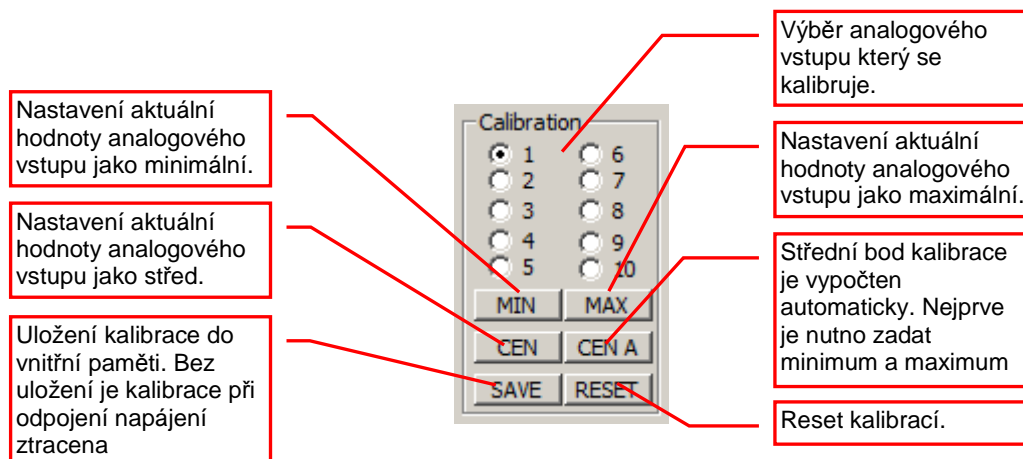 Nastavení aktuální
hodnoty analogového
vstupu jako minimální.
Nastavení aktuální
hodnoty analogového
vstupu jako střed.
Uložení kalibrace do
vnitřní paměti. Bez
uložení je kalibrace při
odpojení napájení
ztracena
Calibration
1 6
2 7
3 8
4 9
5 10
MIN MAX
CEN CEN A
SAVE RESET
Výběr analogového
vstupu který se
kalibruje.
Nastavení aktuální
hodnoty analogového
vstupu jako maximální.
Střední bod kalibrace
je vypočten
automaticky. Nejprve
je nutno zadat
minimum a maximum
Reset kalibrací.